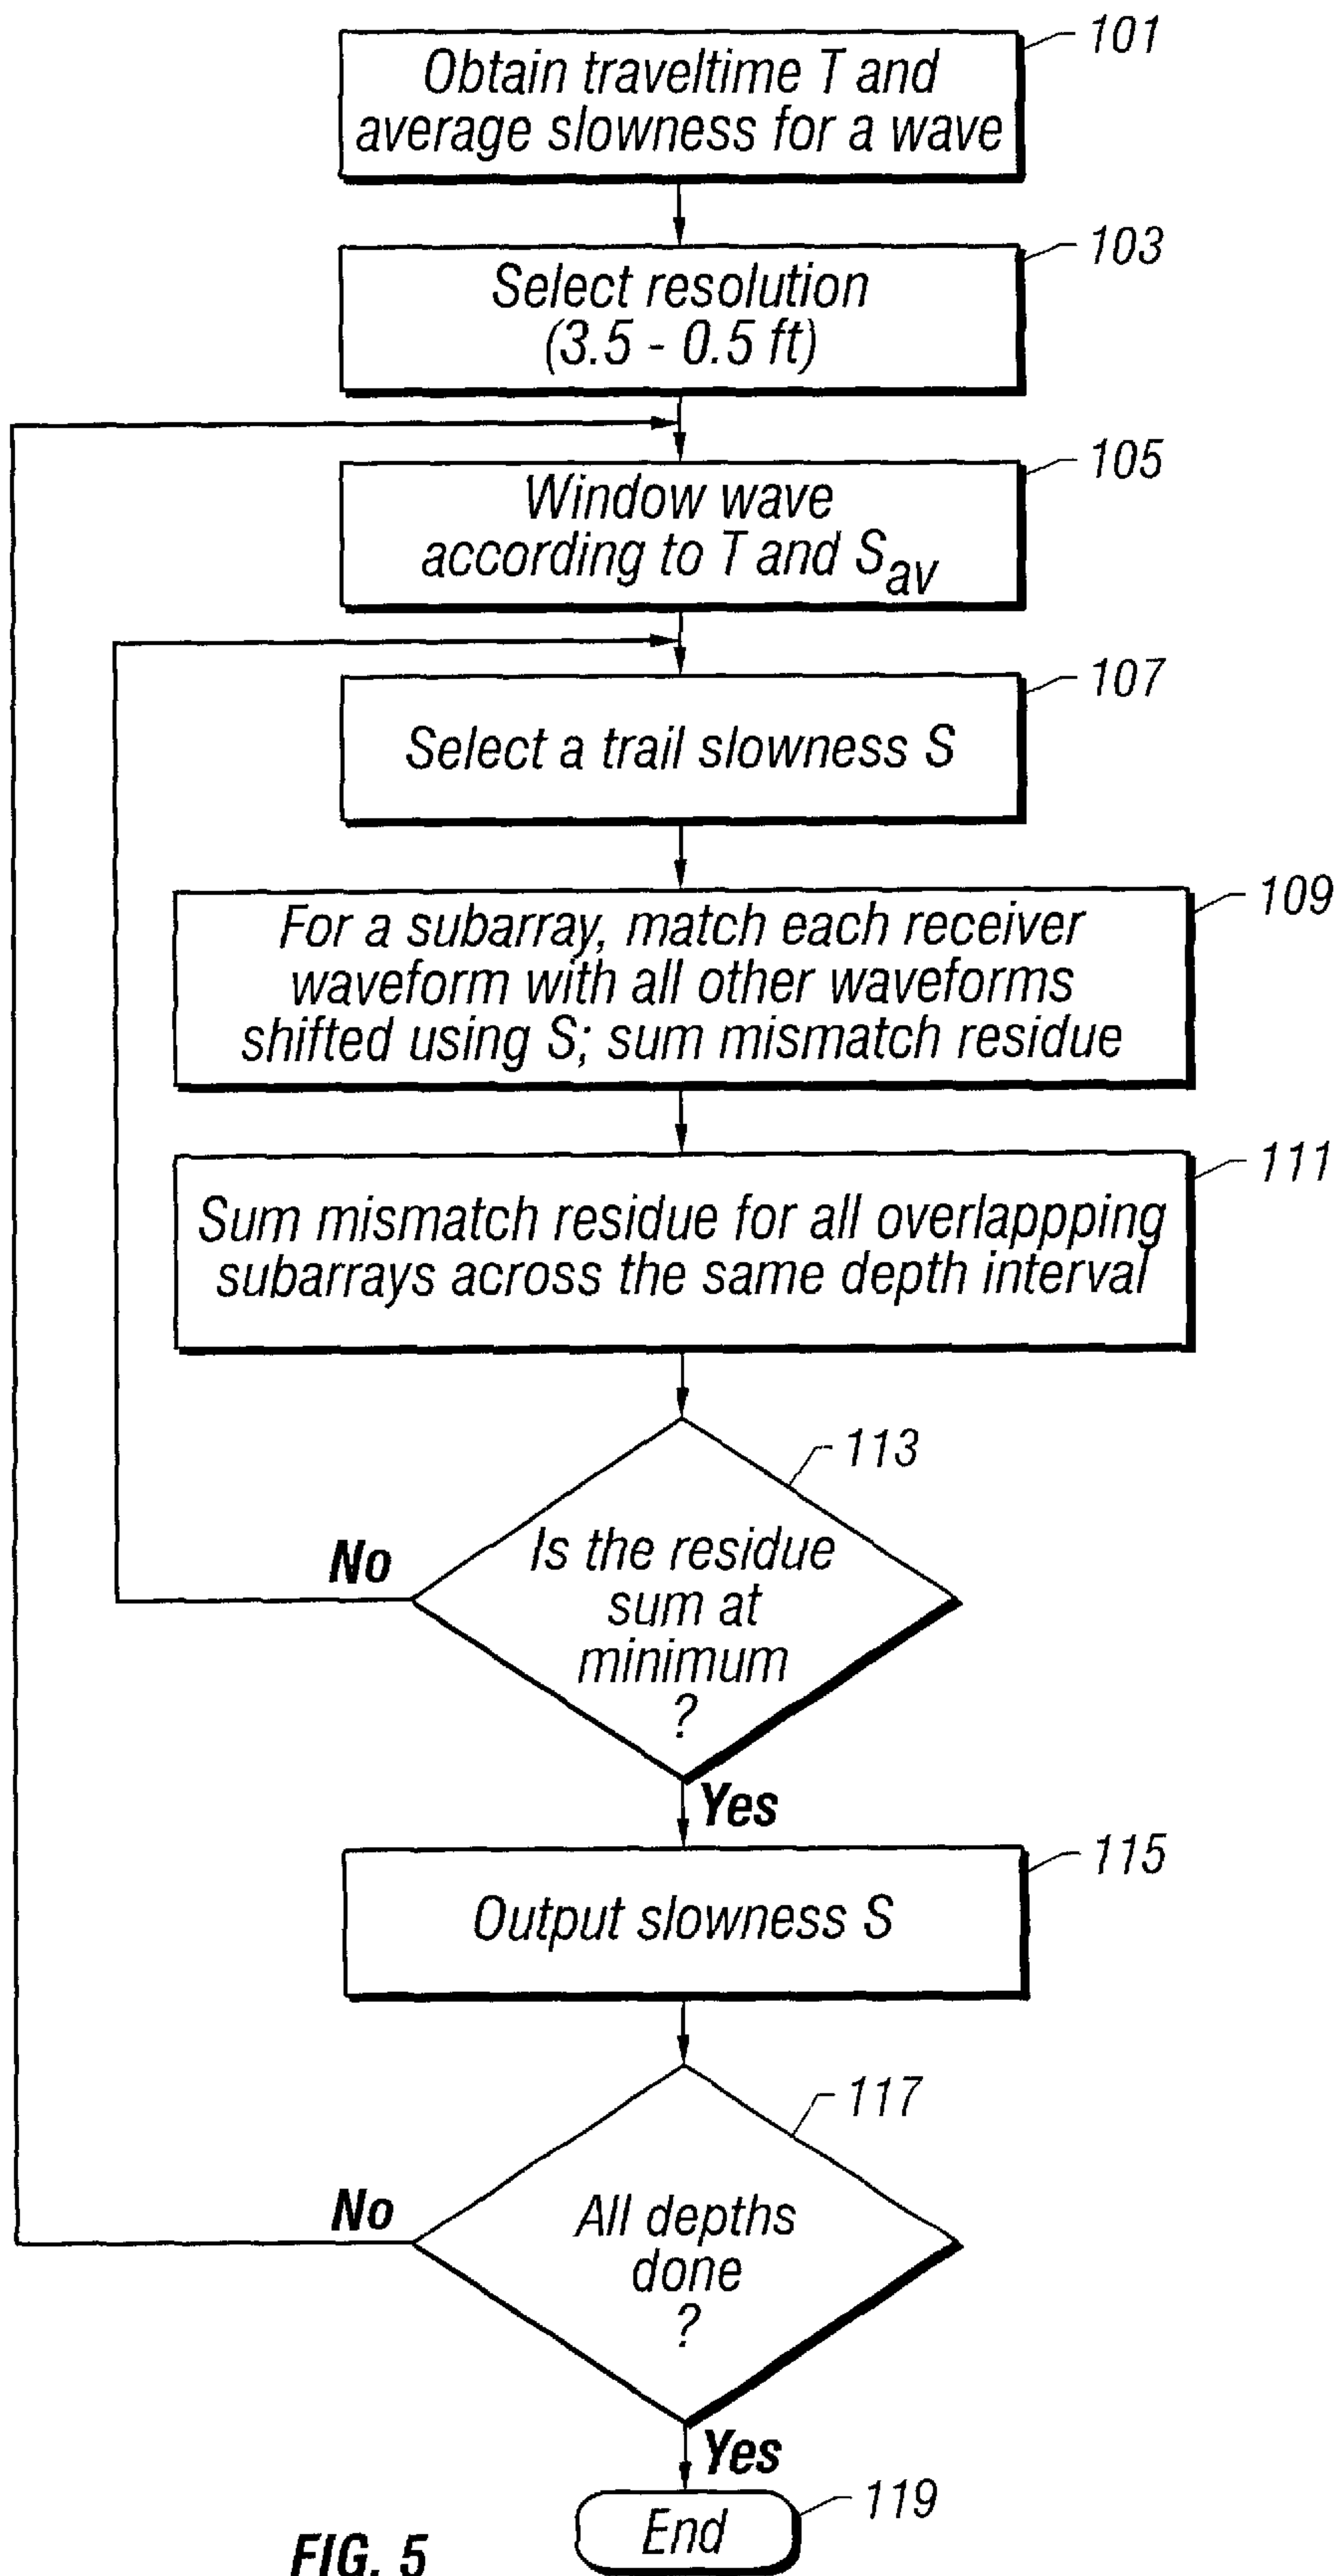 101
Obtain traveltime T and
average slowness for a wave
103
Select resolution
(3.5 - 0.5 ft)
105
Window wave
according to T and Sav
107
Select a trail slowness S
109
For a subarray, match each receiver
waveform with all other waveforms
shifted using S; sum mismatch residue
111
Sum mismatch residue for all overlappping
subarrays across the same depth interval
113
Is the residue
sum at
minimum
?
No
Yes
115
Output slowness S
117
All depths
done
?
No
Yes
119
End
FIG. 5